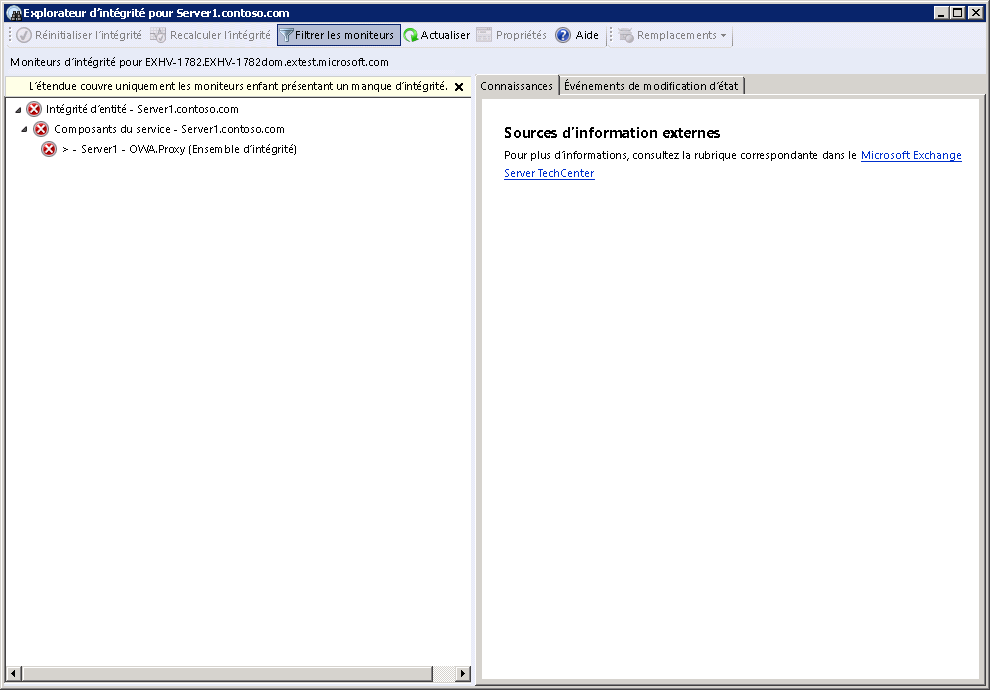 Explorateur d'intégrité pour Server1.contoso.com
Réinitialiser l'intégrité Recalculer l'intégrité Filtrer les moniteurs Actualiser Propriétés Aide Remplacements
Moniteurs d'intégrité pour EXHV-1782.EXHV-1782dom.extest.microsoft.com
L'étendue couvre uniquement les moniteurs enfant présentant un manque d'intégrité.
Intégrité d'entité - Server1.contoso.com
Composants du service - Server1.contoso.com
> - Server1 - OWA.Proxy (Ensemble d'intégrité)
Connaissances Événements de modification d'état
Sources d'information externes
Pour plus d'informations, consultez la rubrique correspondante dans le Microsoft Exchange
Server TechCenter